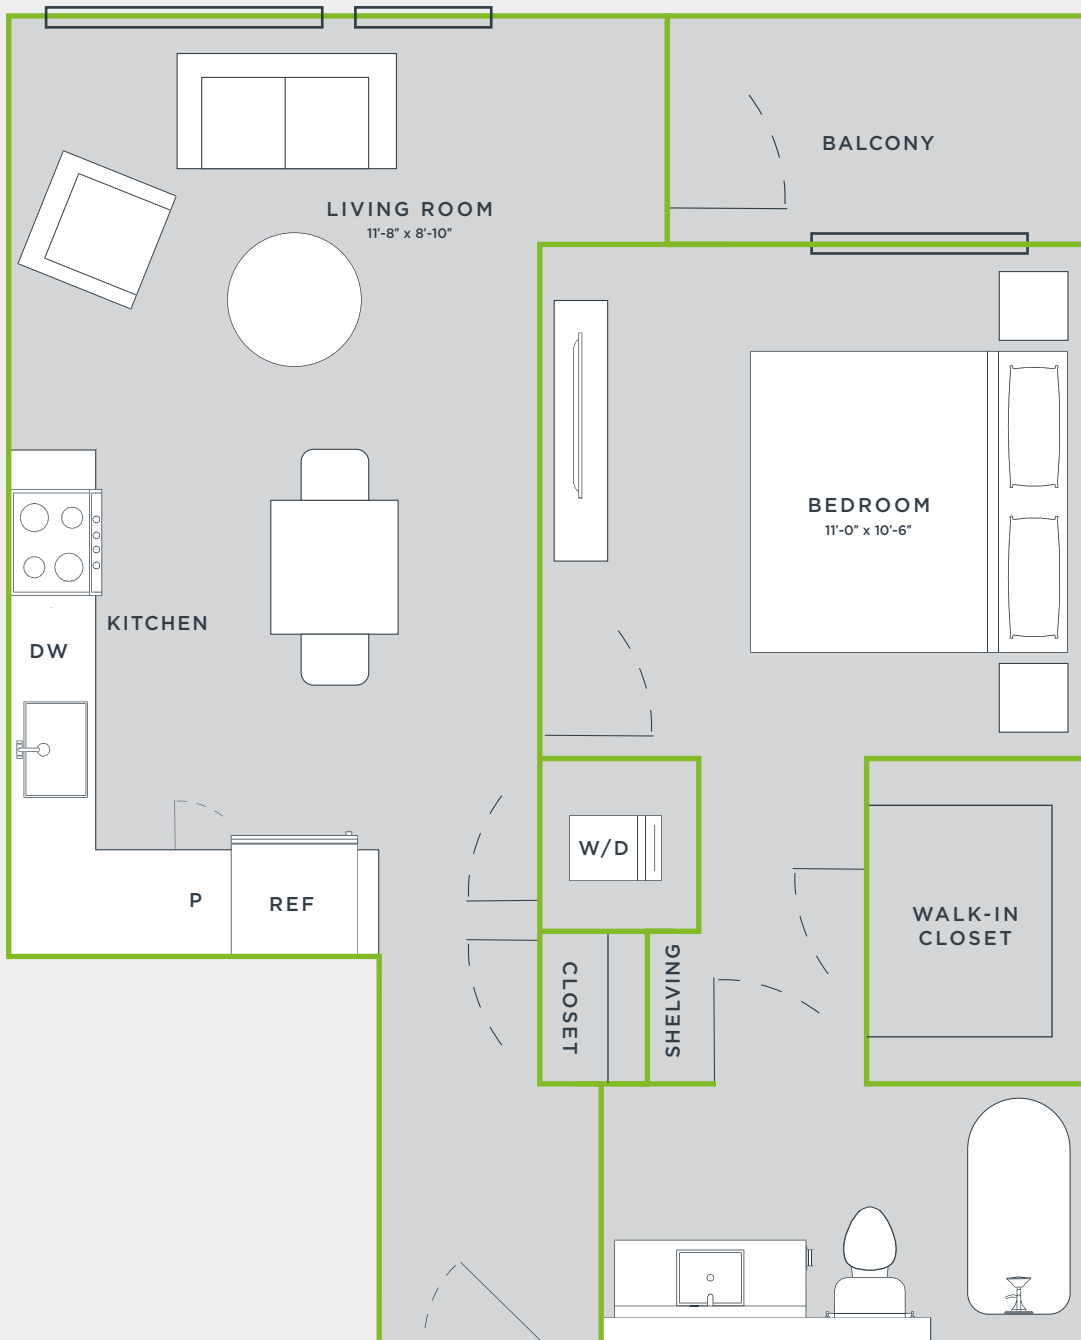 BALCONY
LIVING ROOM
11'-8" x 8'-10"
BEDROOM
11'-0" x 10'-6"
KITCHEN
DW
W/D
P
REF
WALK-IN
CLOSET
CLOSET
SHELVING